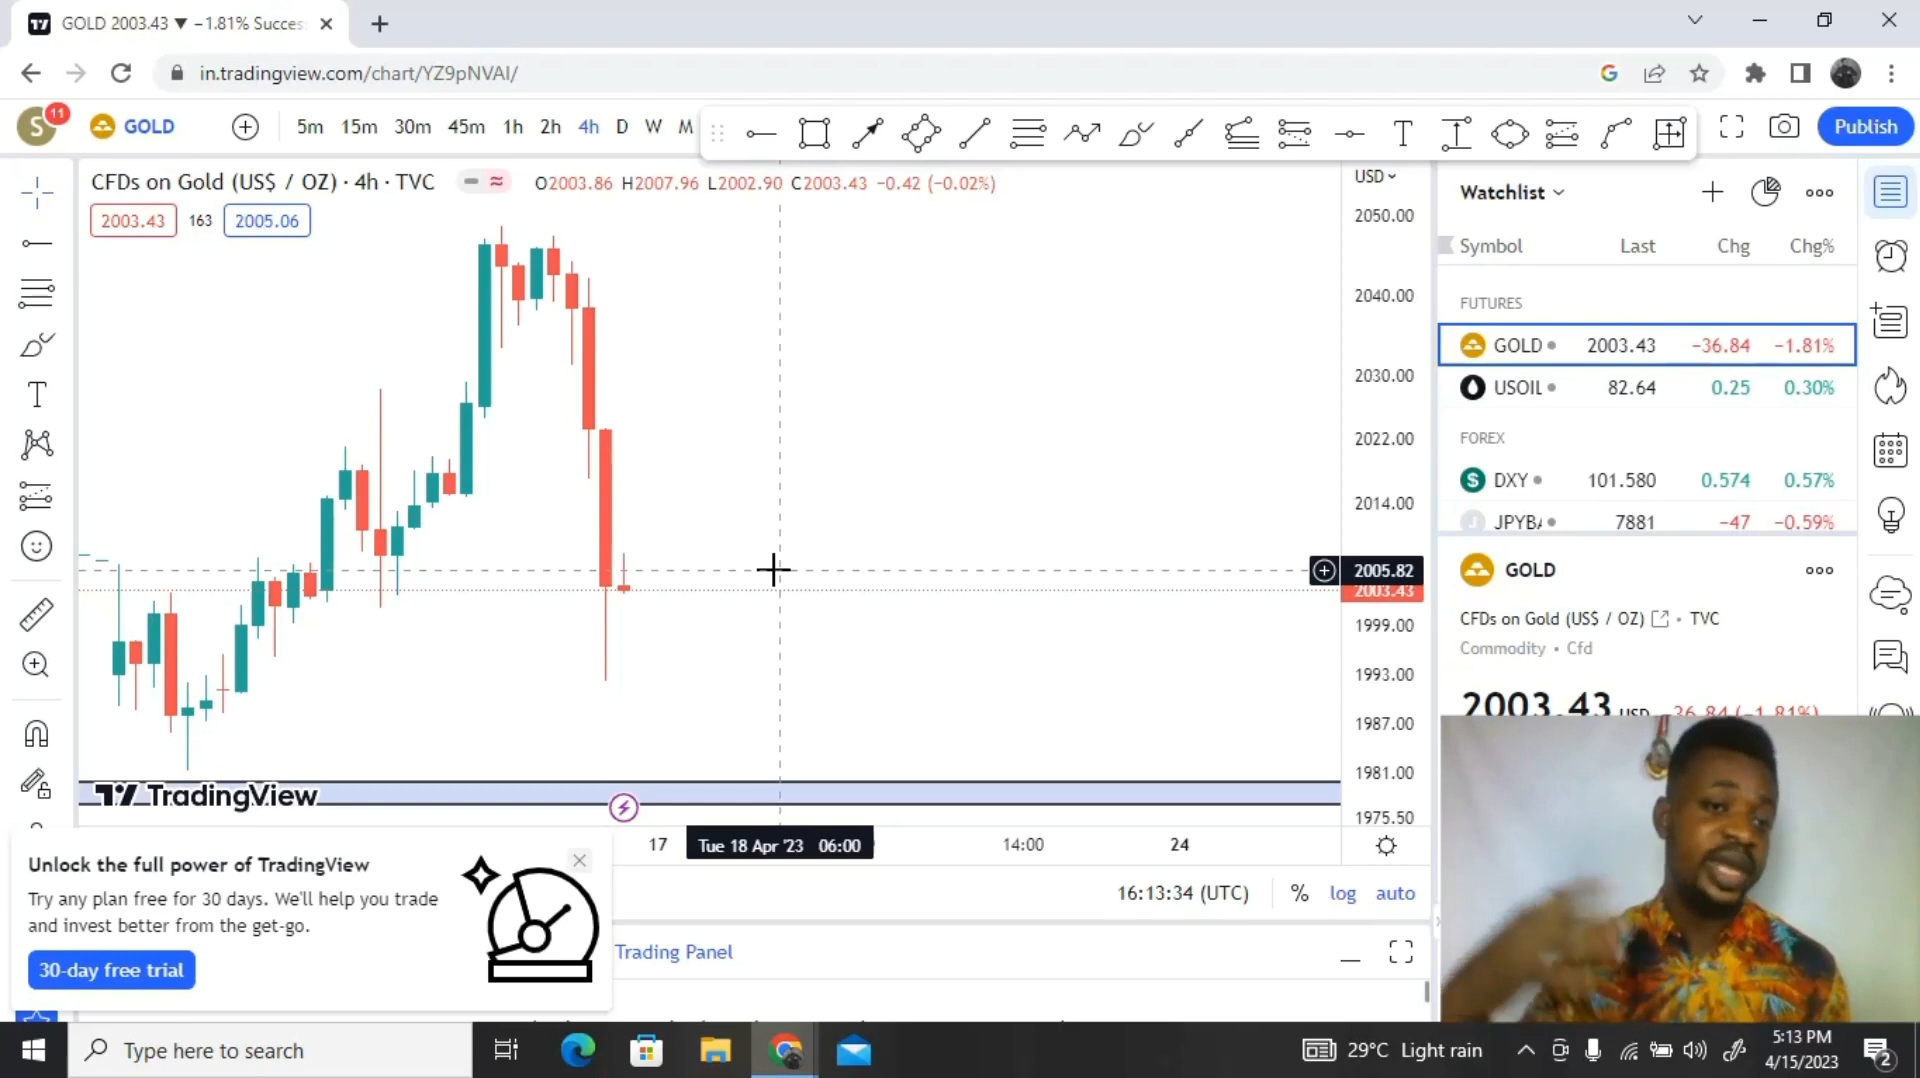 GOLD 2003.43 ▼ −1.81% Succes
in.tradingview.com/chart/YZ9pNVAI/
S 11 GOLD 5m 15m 30m 45m 1h 2h 4h D W M Publish
CFDs on Gold (US$ / OZ) · 4h · TVC O2003.86 H2007.96 L2002.90 C2003.43 −0.42 (−0.02%)
2003.43 163 2005.06
USD
2050.00
2040.00
2030.00
2022.00
2014.00
2005.82
2003.43
1999.00
1993.00
1987.00
1981.00
1975.50
TradingView
17 Tue 18 Apr '23 06:00 14:00 24
16:13:34 (UTC) % log auto
Trading Panel
Unlock the full power of TradingView
Try any plan free for 30 days. We'll help you trade
and invest better from the get-go.
30-day free trial
Watchlist
Symbol Last Chg Chg%
FUTURES
GOLD 2003.43 −36.84 −1.81%
USOIL 82.64 0.25 0.30%
FOREX
DXY 101.580 0.574 0.57%
JPYBA 7881 −47 −0.59%
GOLD
CFDs on Gold (US$ / OZ) • TVC
Commodity • Cfd
2003.43 USD −36.84 (−1.81%)
Type here to search
29°C Light rain
5:13 PM
4/15/2023
2